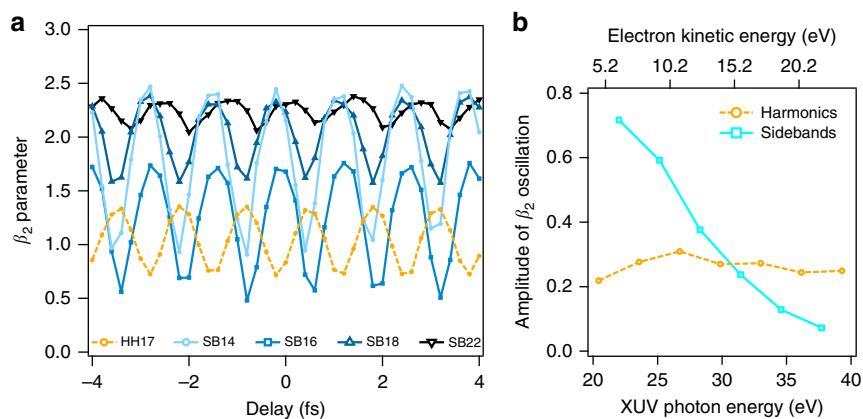 a
3.0
2.5
2.0
1.5
1.0
0.5
0.0
β2 parameter
HH17 SB14 SB16 SB18 SB22
−4 −2 0 2 4
Delay (fs)
b
Electron kinetic energy (eV)
5.2 10.2 15.2 20.2
0.8
0.6
0.4
0.2
0.0
Amplitude of β2 oscillation
Harmonics
Sidebands
20 25 30 35 40
XUV photon energy (eV)